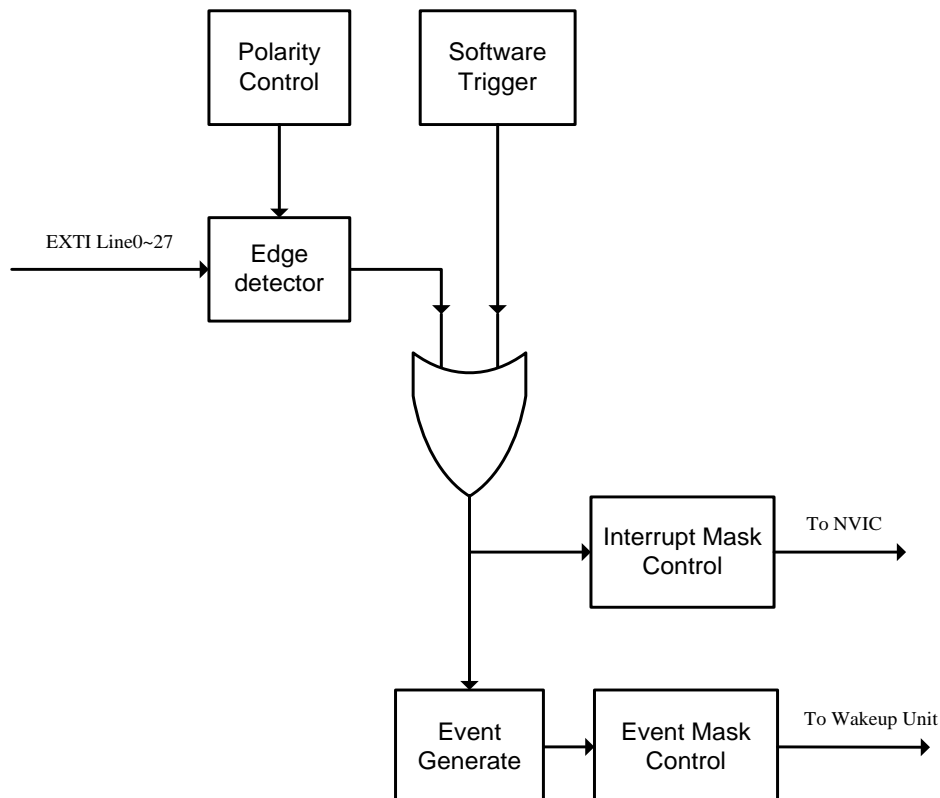 Polarity
Control
Software
Trigger
EXTI Line0~27
Edge
detector
Interrupt Mask
Control
To NVIC
Event
Generate
Event Mask
Control
To Wakeup Unit